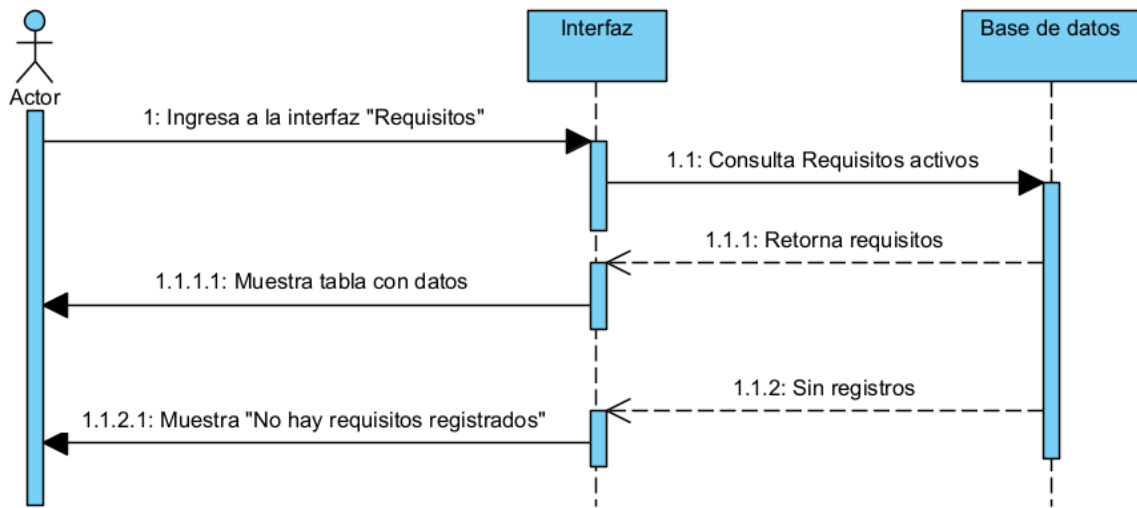 Interfaz
Base de datos
Actor
1: Ingresa a la interfaz "Requisitos"
1.1: Consulta Requisitos activos
1.1.1: Retorna requisitos
1.1.1.1: Muestra tabla con datos
1.1.2: Sin registros
1.1.2.1: Muestra "No hay requisitos registrados"